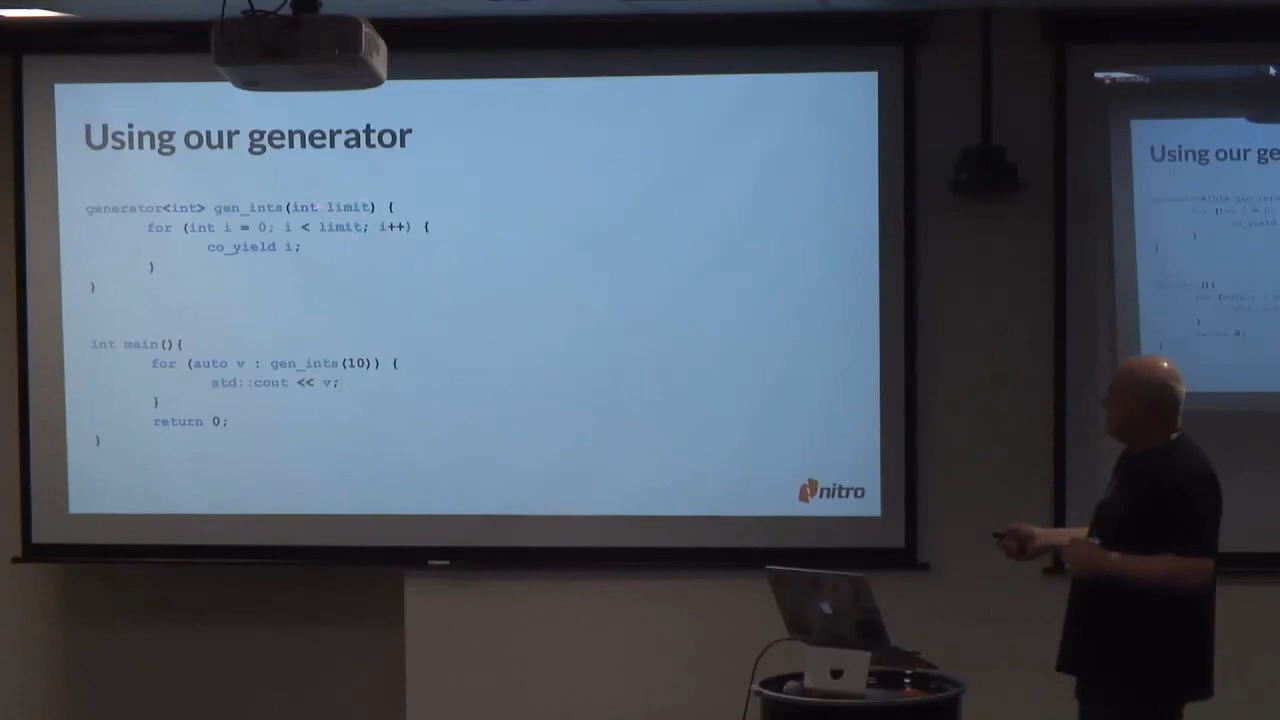 Using our generator
generator<int> gen_ints(int limit) {
for (int i = 0; i < limit; i++) {
co_yield i;
}
}
int main(){
for (auto v : gen_ints(10)) {
std::cout << v;
}
return 0;
}
nitro
Using our ge